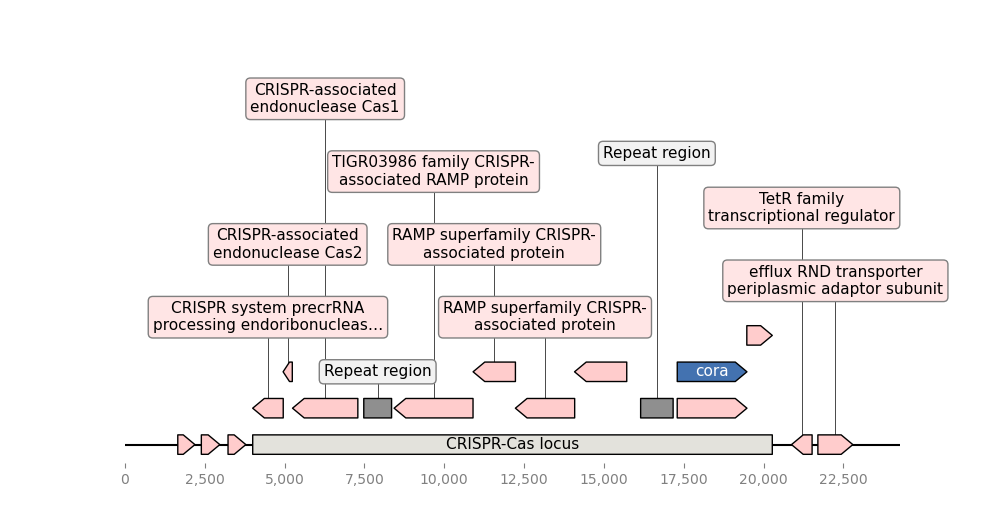 CRISPR-associated
endonuclease Cas1
Repeat region
TIGR03986 family CRISPR-
associated RAMP protein
TetR family
transcriptional regulator
CRISPR-associated
endonuclease Cas2
RAMP superfamily CRISPR-
associated protein
efflux RND transporter
periplasmic adaptor subunit
CRISPR system precrRNA
processing endoribonucleas...
RAMP superfamily CRISPR-
associated protein
Repeat region
cora
CRISPR-Cas locus
0 2,500 5,000 7,500 10,000 12,500 15,000 17,500 20,000 22,500